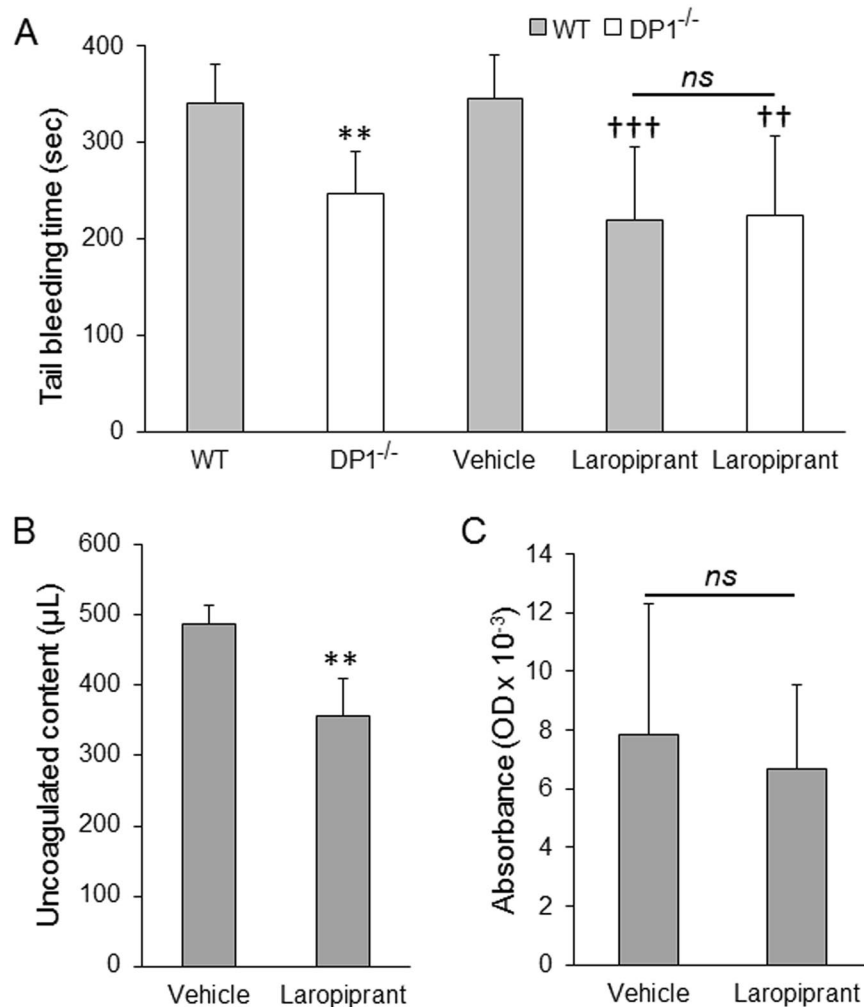 A
WT DP1-/-
Tail bleeding time (sec)
400
300
200
100
0
**
†††
ns
††
WT DP1-/- Vehicle Laropiprant Laropiprant
B
Uncoagulated content (µL)
600
500
400
300
200
100
0
**
Vehicle Laropiprant
C
Absorbance (OD x 10-3)
14
12
10
8
6
4
2
0
ns
Vehicle Laropiprant